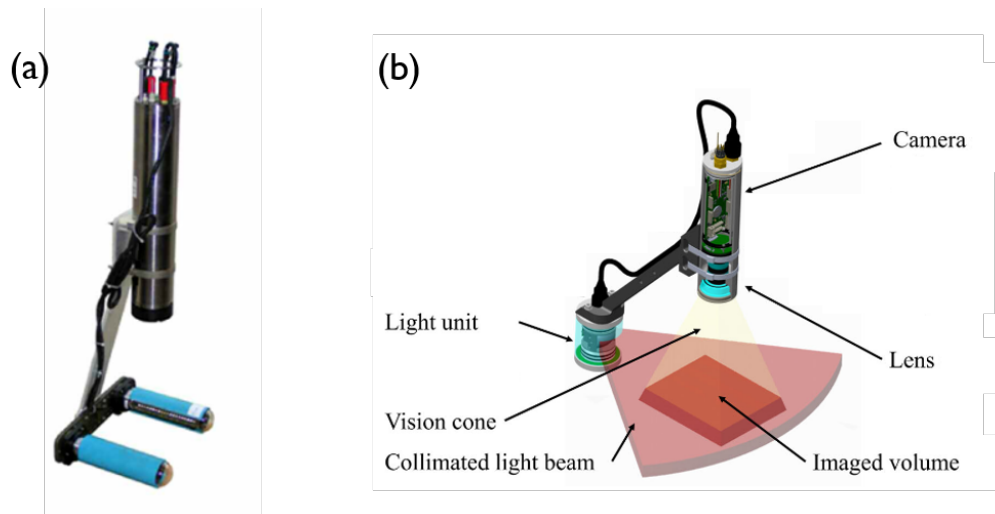 (a)
(b)
Camera
Light unit
Lens
Vision cone
Collimated light beam
Imaged volume